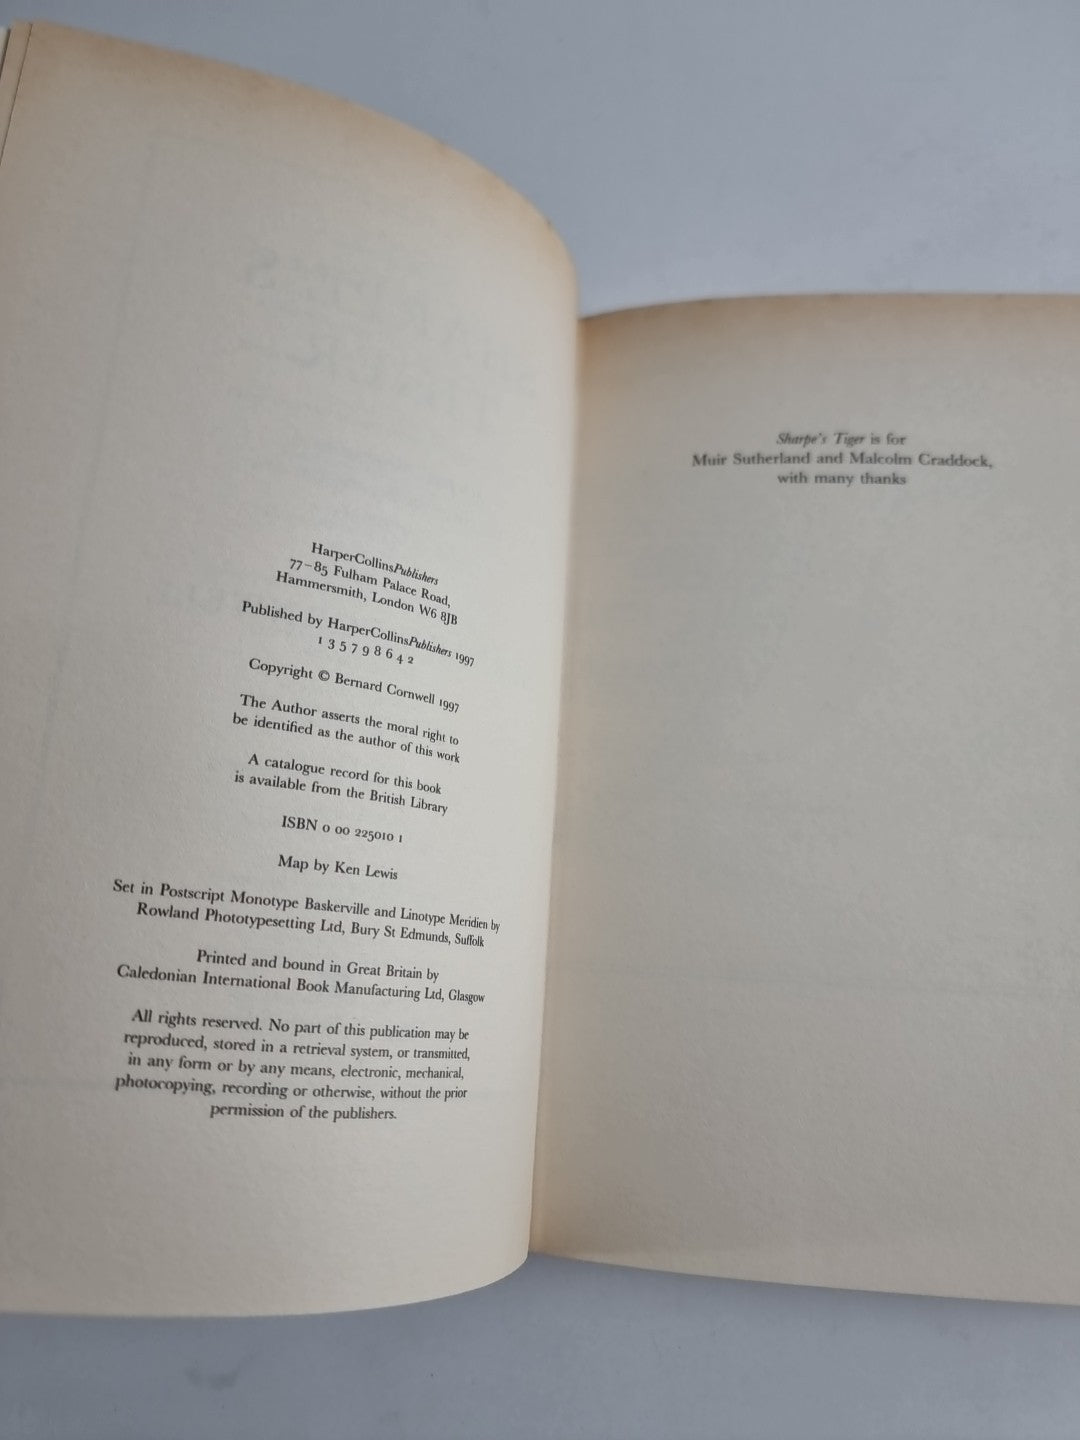 HarperCollinsPublishers
77–85 Fulham Palace Road,
Hammersmith, London W6 8JB
Published by HarperCollinsPublishers 1997
1 3 5 7 9 8 6 4 2
Copyright © Bernard Cornwell 1997
The Author asserts the moral right to
be identified as the author of this work
A catalogue record for this book
is available from the British Library
ISBN 0 00 225010 1
Map by Ken Lewis
Set in Postscript Monotype Baskerville and Linotype Meridien by
Rowland Phototypesetting Ltd, Bury St Edmunds, Suffolk
Printed and bound in Great Britain by
Caledonian International Book Manufacturing Ltd, Glasgow
All rights reserved. No part of this publication may be
reproduced, stored in a retrieval system, or transmitted,
in any form or by any means, electronic, mechanical,
photocopying, recording or otherwise, without the prior
permission of the publishers.
Sharpe's Tiger is for
Muir Sutherland and Malcolm Craddock,
with many thanks